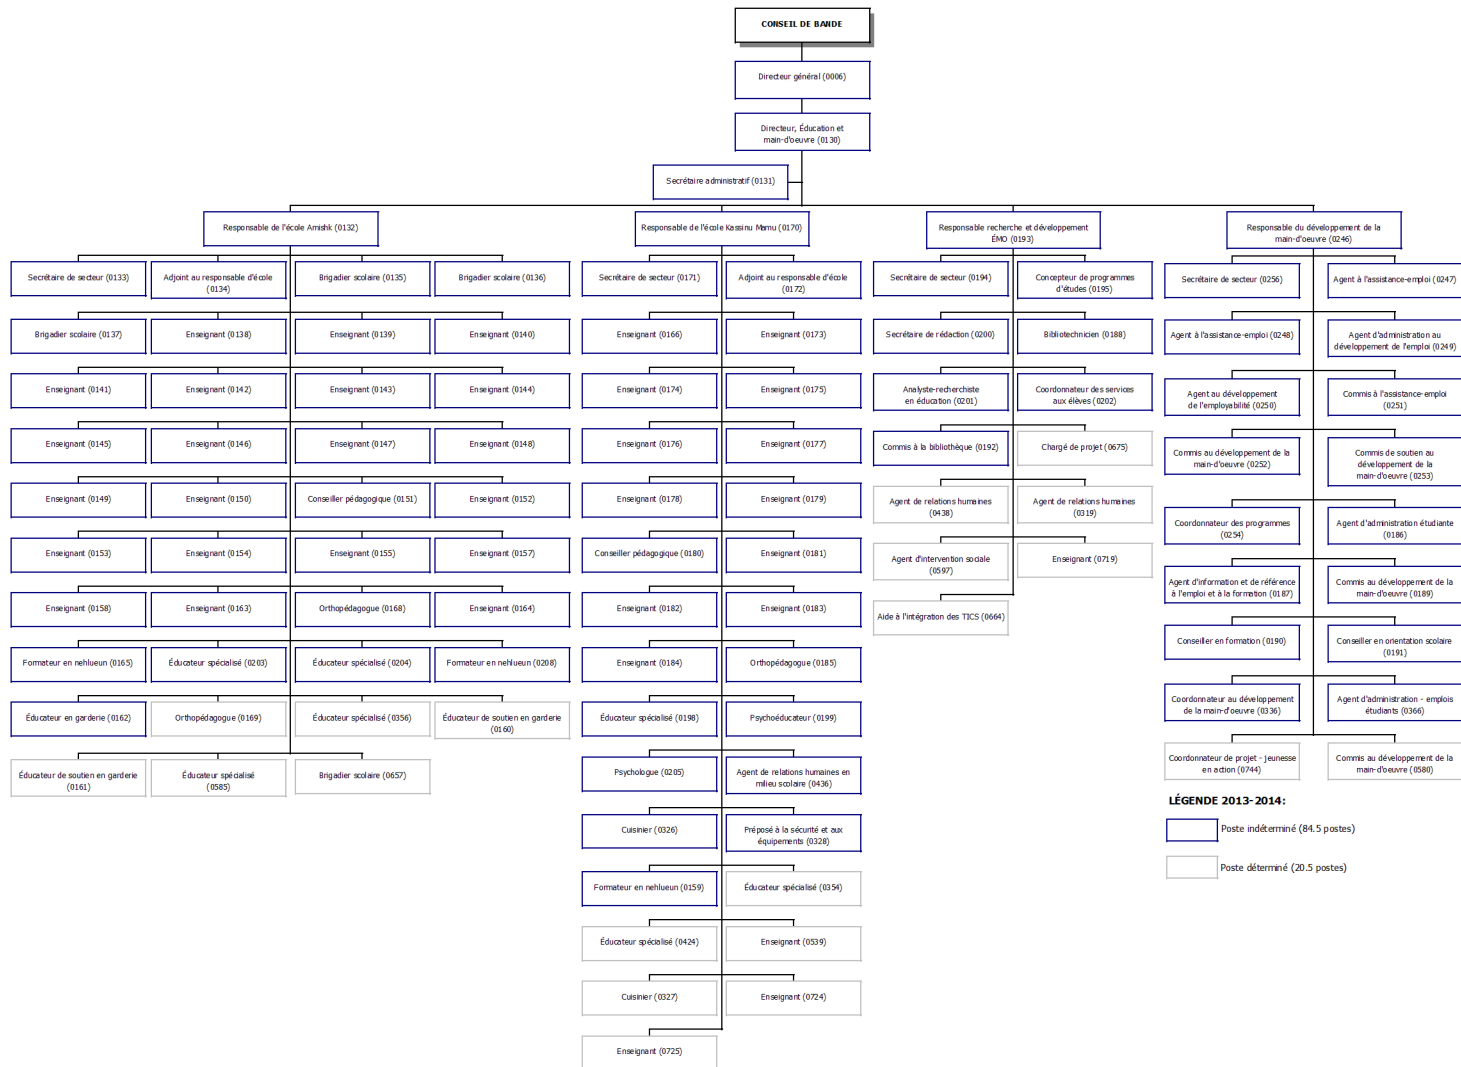 CONSEIL DE BANDE
Directeur général (0006)
Directeur, Éducation et
main-d'oeuvre (0130)
Secrétaire administratif (0131)
Responsable de l'école Amishk (0132)
Secrétaire de secteur (0133)
Adjoint au responsable d'école
(0134)
Brigadier scolaire (0135)
Brigadier scolaire (0136)
Brigadier scolaire (0137)
Enseignant (0138)
Enseignant (0139)
Enseignant (0140)
Enseignant (0141)
Enseignant (0142)
Enseignant (0143)
Enseignant (0144)
Enseignant (0145)
Enseignant (0146)
Enseignant (0147)
Enseignant (0148)
Enseignant (0149)
Enseignant (0150)
Conseiller pédagogique (0151)
Enseignant (0152)
Enseignant (0153)
Enseignant (0154)
Enseignant (0155)
Enseignant (0157)
Enseignant (0158)
Enseignant (0163)
Orthopédagogue (0168)
Enseignant (0164)
Formateur en nehlueun (0165)
Éducateur spécialisé (0203)
Éducateur spécialisé (0204)
Formateur en nehlueun (0208)
Éducateur en garderie (0162)
Orthopédagogue (0169)
Éducateur spécialisé (0356)
Éducateur de soutien en garderie
(0160)
Éducateur de soutien en garderie
(0161)
Éducateur spécialisé
(0585)
Brigadier scolaire (0657)
Responsable de l'école Kassinu Mamu (0170)
Secrétaire de secteur (0171)
Adjoint au responsable d'école
(0172)
Enseignant (0166)
Enseignant (0173)
Enseignant (0174)
Enseignant (0175)
Enseignant (0176)
Enseignant (0177)
Enseignant (0178)
Enseignant (0179)
Conseiller pédagogique (0180)
Enseignant (0181)
Enseignant (0182)
Enseignant (0183)
Enseignant (0184)
Orthopédagogue (0185)
Éducateur spécialisé (0198)
Psychoéducateur (0199)
Psychologue (0205)
Agent de relations humaines en
milieu scolaire (0436)
Cuisinier (0326)
Préposé à la sécurité et aux
équipements (0328)
Formateur en nehlueun (0159)
Éducateur spécialisé (0354)
Éducateur spécialisé (0424)
Enseignant (0539)
Cuisinier (0327)
Enseignant (0724)
Enseignant (0725)
Responsable recherche et développement
ÉMO (0193)
Secrétaire de secteur (0194)
Concepteur de programmes
d'études (0195)
Secrétaire de rédaction (0200)
Bibliotechnicien (0188)
Analyste-recherchiste
en éducation (0201)
Coordonnateur des services
aux élèves (0202)
Commis à la bibliothèque (0192)
Chargé de projet (0675)
Agent de relations humaines
(0438)
Agent de relations humaines
(0319)
Agent d'intervention sociale
(0597)
Enseignant (0719)
Aide à l'intégration des TICS (0664)
Responsable du développement de la
main-d'oeuvre (0246)
Secrétaire de secteur (0256)
Agent à l'assistance-emploi (0247)
Agent à l'assistance-emploi (0248)
Agent d'administration au
développement de l'emploi (0249)
Agent au développement
de l'employabilité (0250)
Commis à l'assistance-emploi
(0251)
Commis au développement de la
main-d'oeuvre (0252)
Commis de soutien au
développement de la
main-d'oeuvre (0253)
Coordonnateur des programmes
(0254)
Agent d'administration étudiante
(0186)
Agent d'information et de référence
à l'emploi et à la formation (0187)
Commis au développement de la
main-d'oeuvre (0189)
Conseiller en formation (0190)
Conseiller en orientation scolaire
(0191)
Coordonnateur au développement
de la main-d'oeuvre (0336)
Agent d'administration - emplois
étudiants (0366)
Coordonnateur de projet - jeunesse
en action (0744)
Commis au développement de la
main-d'oeuvre (0580)
LÉGENDE 2013-2014:
Poste indéterminé (84.5 postes)
Poste déterminé (20.5 postes)